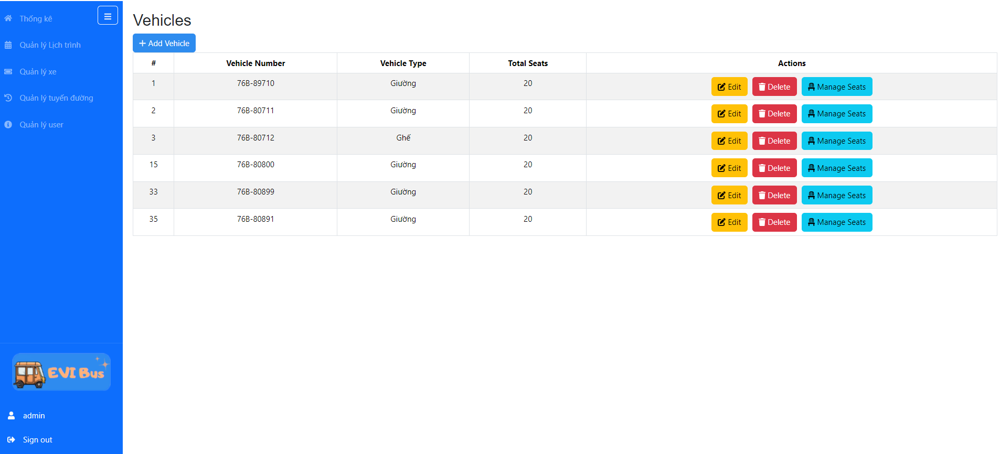 Thống kê
Quản lý Lịch trình
Quản lý xe
Quản lý tuyến đường
Quản lý user
EVI Bus
admin
Sign out
Vehicles
Add Vehicle
# Vehicle Number Vehicle Type Total Seats Actions
1 76B-89710 Giường 20 Edit Delete Manage Seats
2 76B-80711 Giường 20 Edit Delete Manage Seats
3 76B-80712 Ghế 20 Edit Delete Manage Seats
15 76B-80800 Giường 20 Edit Delete Manage Seats
33 76B-80899 Giường 20 Edit Delete Manage Seats
35 76B-80891 Giường 20 Edit Delete Manage Seats